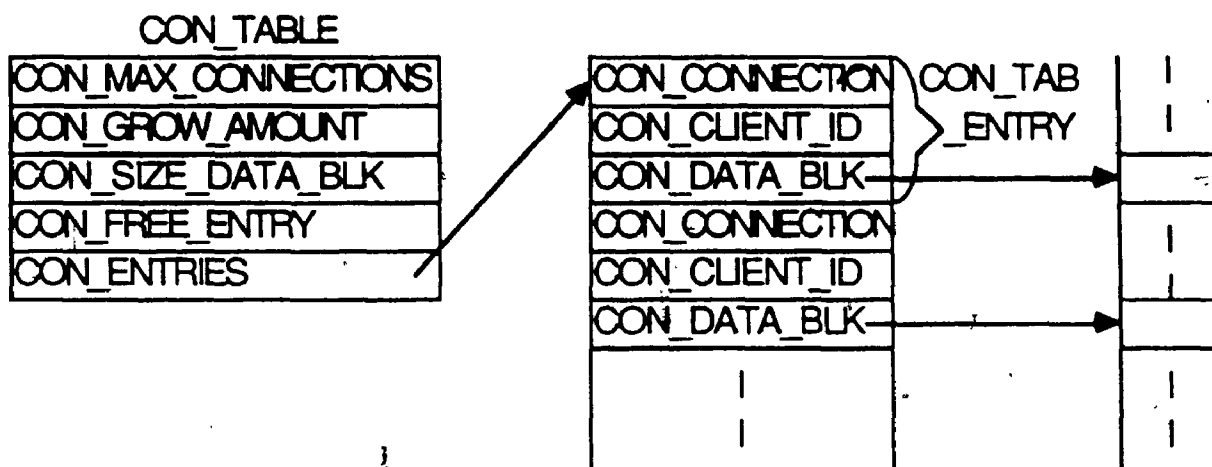 CON_TABLE
CON_MAX_CONNECTIONS
CON_GROW_AMOUNT
CON_SIZE_DATA_BLK
CON_FREE_ENTRY
CON_ENTRIES
CON_CONNECTION
CON_CLIENT_ID
CON_DATA_BLK
CON_CONNECTION
CON_CLIENT_ID
CON_DATA_BLK
CON_TAB
_ENTRY